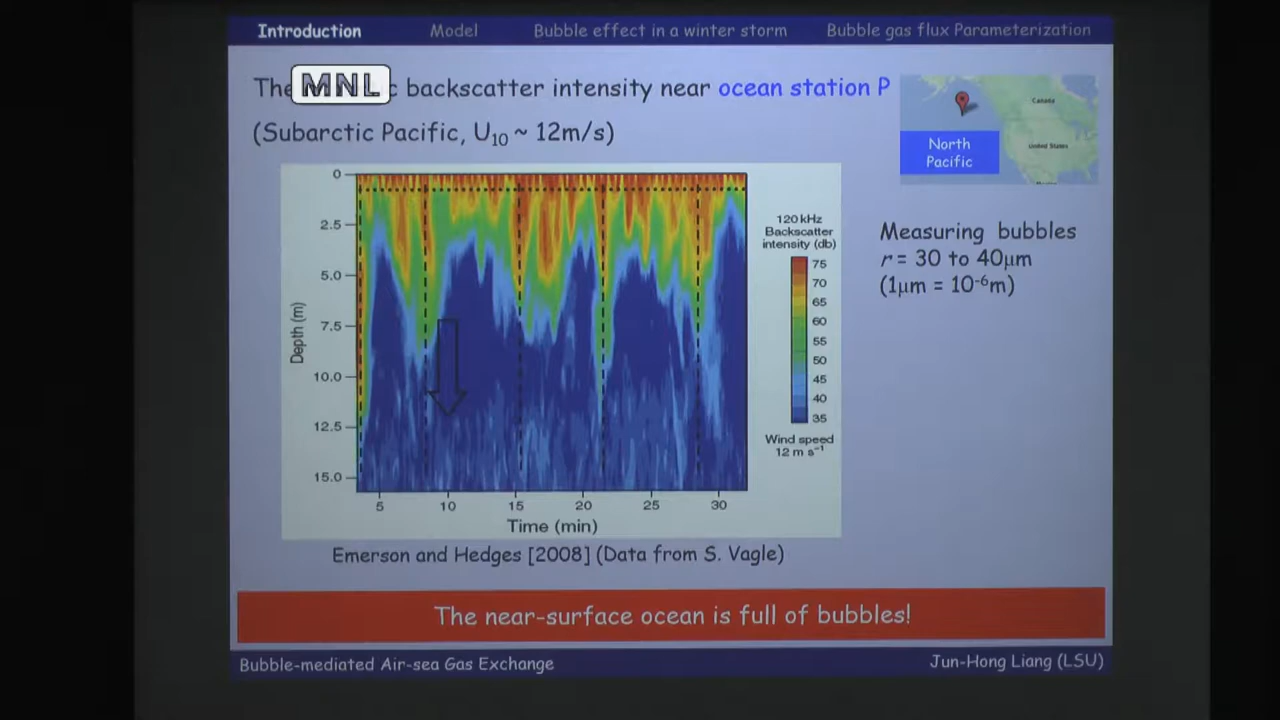 Introduction Model Bubble effect in a winter storm Bubble gas flux Parameterization
The MNL c backscatter intensity near ocean station P
(Subarctic Pacific, U10 ~ 12m/s)
Canada
United States
Mexico
North
Pacific
Measuring bubbles
r = 30 to 40μm
(1μm = 10-6m)
0
2.5
5.0
7.5
10.0
12.5
15.0
Depth (m)
5 10 15 20 25 30
Time (min)
120 kHz
Backscatter
intensity (db)
75
70
65
60
55
50
45
40
35
Wind speed
12 m s−1
Emerson and Hedges [2008] (Data from S. Vagle)
The near-surface ocean is full of bubbles!
Bubble-mediated Air-sea Gas Exchange Jun-Hong Liang (LSU)